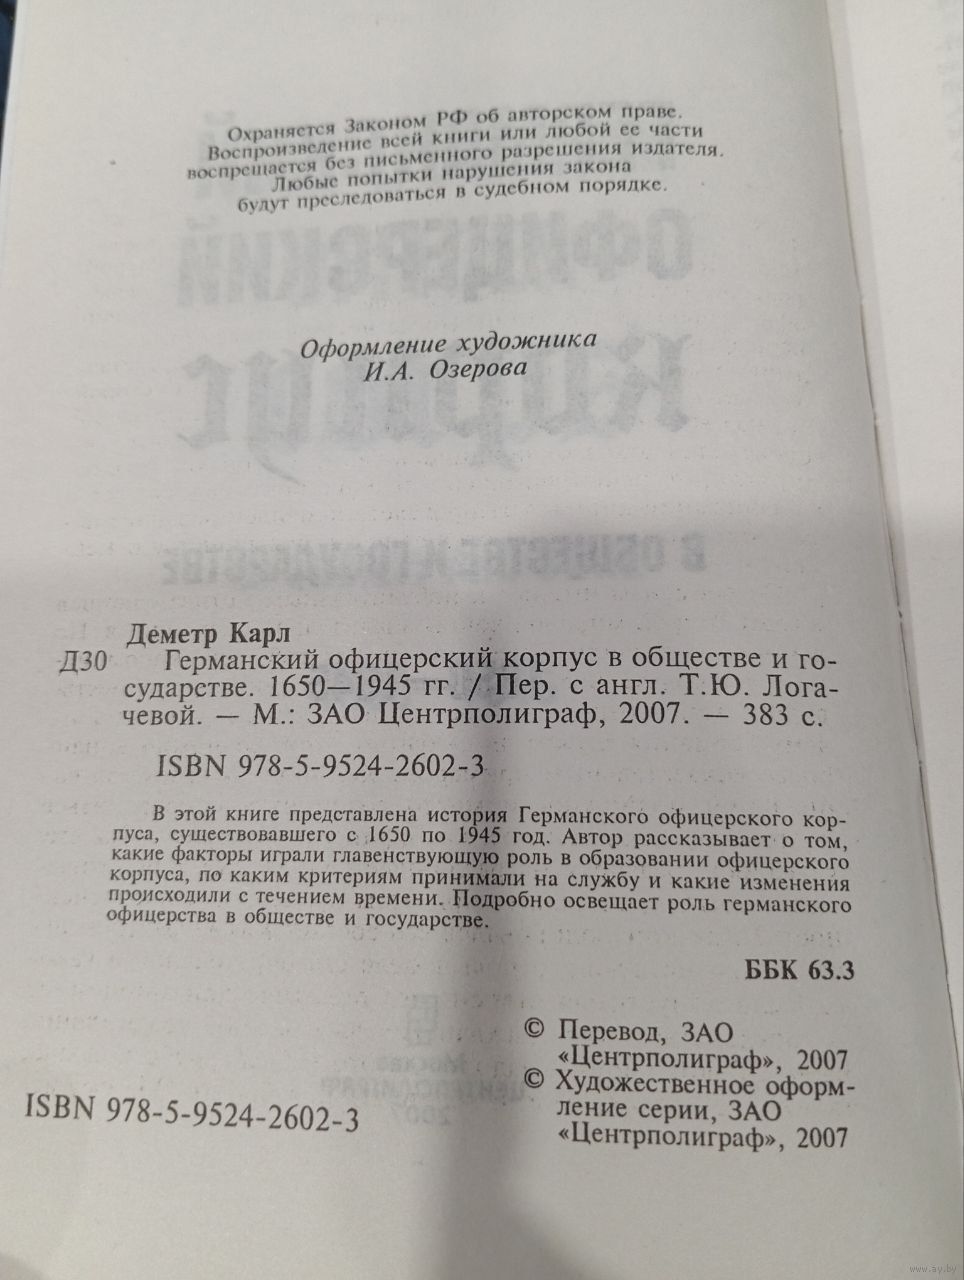 Охраняется Законом РФ об авторском праве.
Воспроизведение всей книги или любой ее части
воспрещается без письменного разрешения издателя.
Любые попытки нарушения закона
будут преследоваться в судебном порядке.
Оформление художника
И.А. Озерова
Деметр Карл
Д30 Германский офицерский корпус в обществе и го-
сударстве. 1650—1945 гг. / Пер. с англ. Т.Ю. Лога-
чевой. — М.: ЗАО Центрполиграф, 2007. — 383 с.
ISBN 978-5-9524-2602-3
В этой книге представлена история Германского офицерского кор-
пуса, существовавшего с 1650 по 1945 год. Автор рассказывает о том,
какие факторы играли главенствующую роль в образовании офицерского
корпуса, по каким критериям принимали на службу и какие изменения
происходили с течением времени. Подробно освещает роль германского
офицерства в обществе и государстве.
ББК 63.3
© Перевод, ЗАО
«Центрполиграф», 2007
© Художественное оформ-
ление серии, ЗАО
«Центрполиграф», 2007
ISBN 978-5-9524-2602-3
www.ay.by